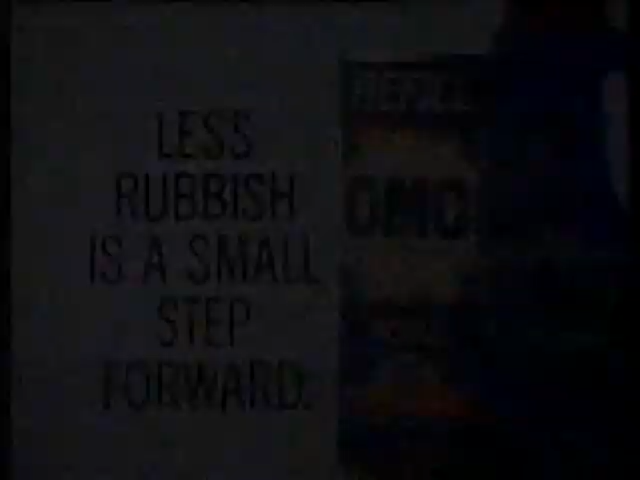 LESS
RUBBISH
IS A SMALL
STEP
FORWARD.
REFILL
OMO